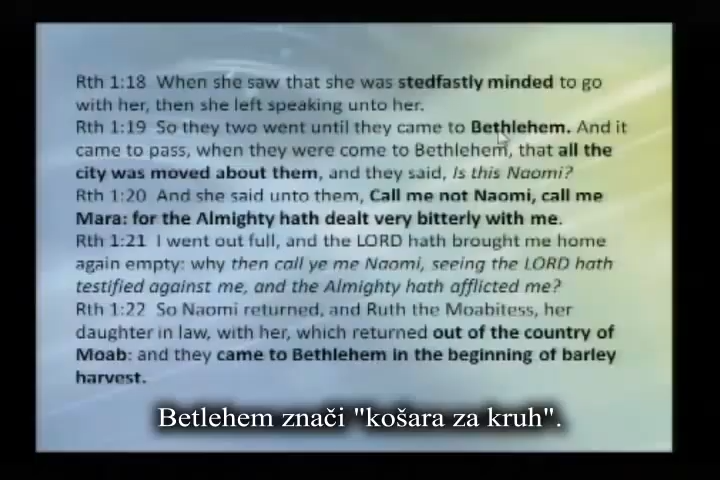 Rth 1:18 When she saw that she was stedfastly minded to go
with her, then she left speaking unto her.
Rth 1:19 So they two went until they came to Bethlehem. And it
came to pass, when they were come to Bethlehem, that all the
city was moved about them, and they said, Is this Naomi?
Rth 1:20 And she said unto them, Call me not Naomi, call me
Mara: for the Almighty hath dealt very bitterly with me.
Rth 1:21 I went out full, and the LORD hath brought me home
again empty: why then call ye me Naomi, seeing the LORD hath
testified against me, and the Almighty hath afflicted me?
Rth 1:22 So Naomi returned, and Ruth the Moabitess, her
daughter in law, with her, which returned out of the country of
Moab: and they came to Bethlehem in the beginning of barley
harvest.
Betlehem znači "košara za kruh".